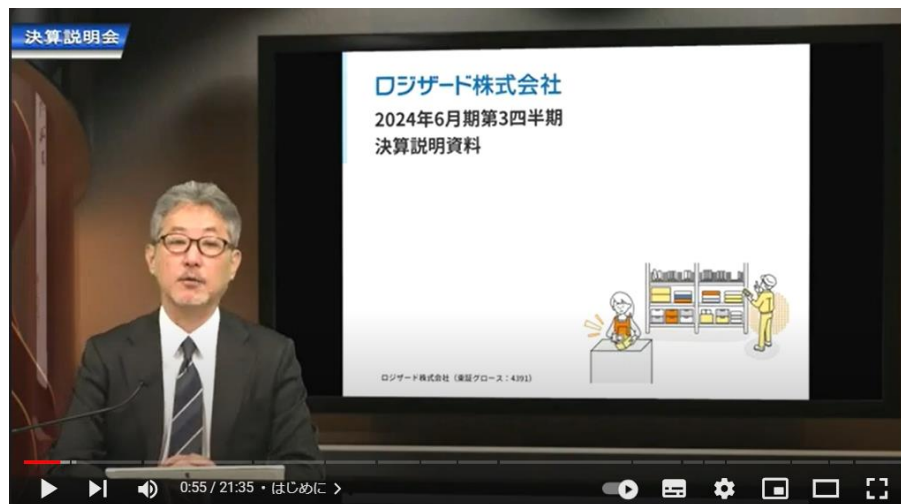 決算説明会
ロジザード株式会社
2024年6月期第3四半期
決算説明資料
ロジザード株式会社（東証グロース：4391）
0:55 / 21:35・はじめに